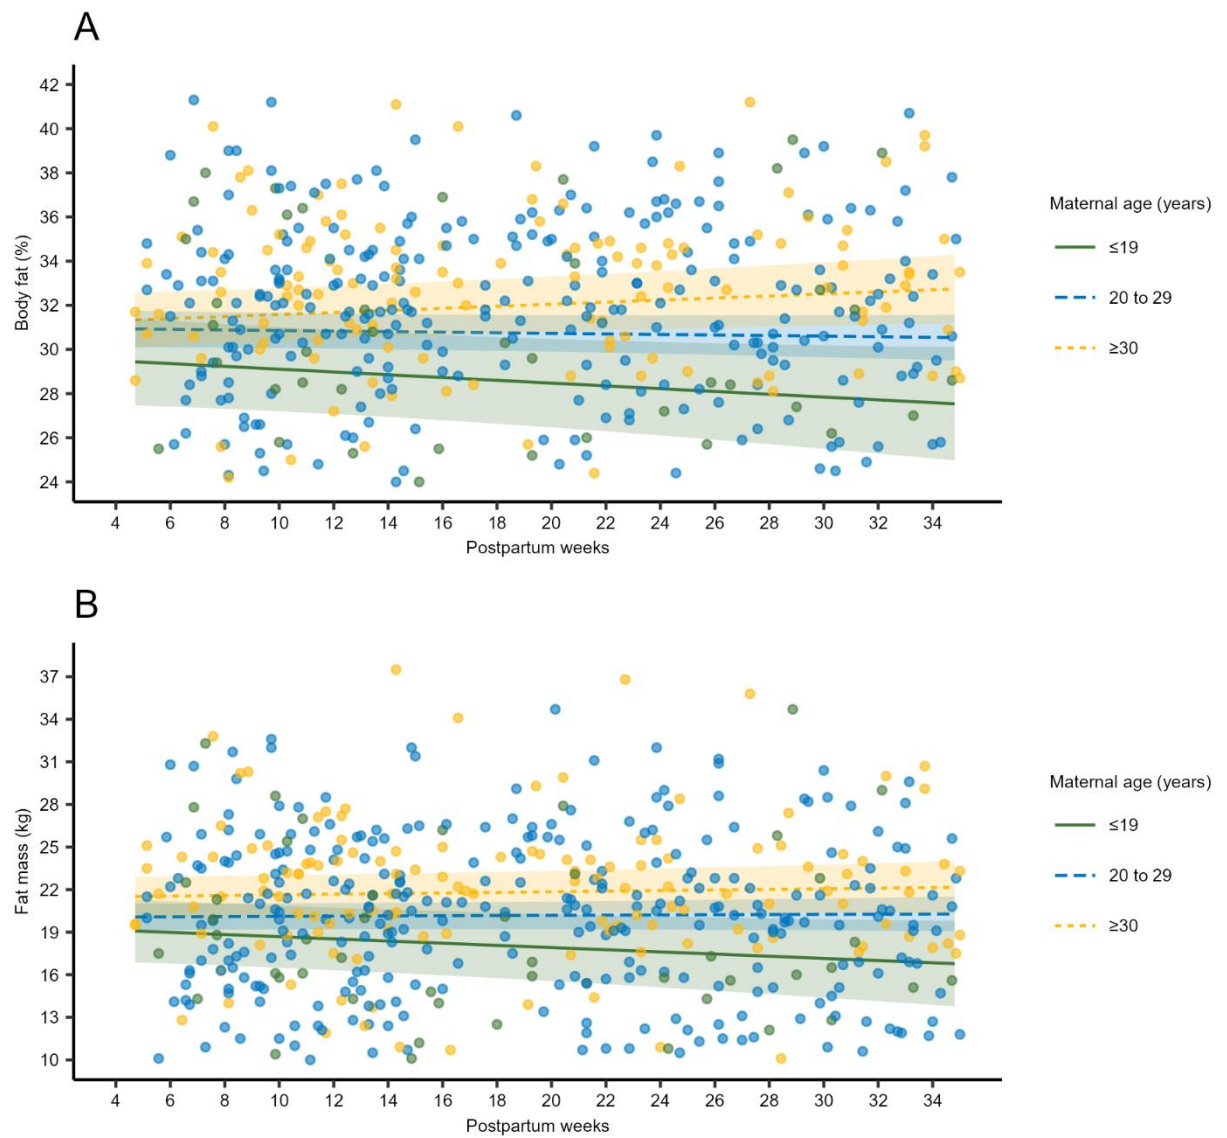 A
42
40
38
36
34
32
30
28
26
24
Body fat (%)
4 6 8 10 12 14 16 18 20 22 24 26 28 30 32 34
Postpartum weeks
Maternal age (years)
≤19
20 to 29
≥30
B
37
34
31
28
25
22
19
16
13
10
Fat mass (kg)
4 6 8 10 12 14 16 18 20 22 24 26 28 30 32 34
Postpartum weeks
Maternal age (years)
≤19
20 to 29
≥30